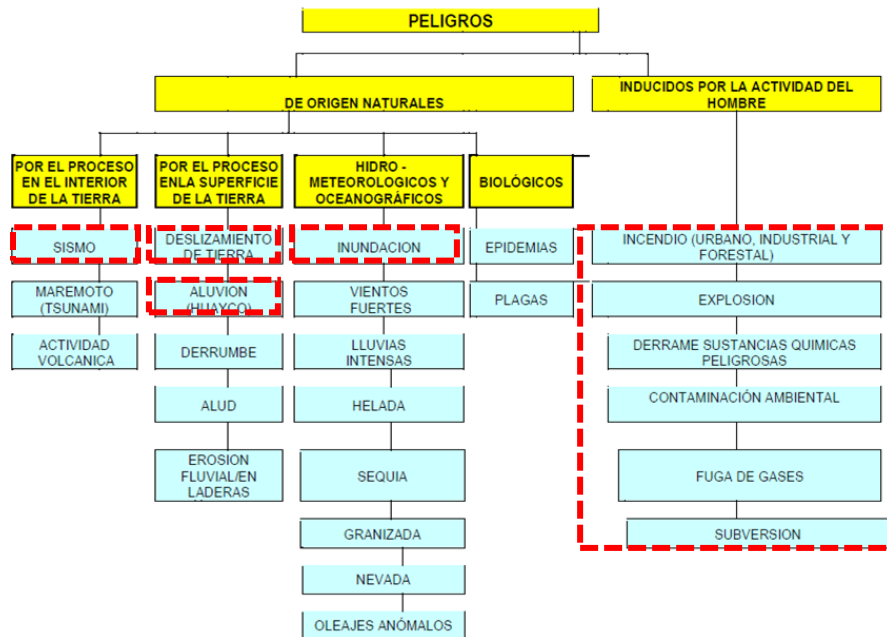 PELIGROS
DE ORIGEN NATURALES
INDUCIDOS POR LA ACTIVIDAD DEL
HOMBRE
POR EL PROCESO
EN EL INTERIOR
DE LA TIERRA
POR EL PROCESO
ENLA SUPERFICIE
DE LA TIERRA
HIDRO -
METEOROLOGICOS Y
OCEANOGRÁFICOS
BIOLÓGICOS
SISMO
MAREMOTO
(TSUNAMI)
ACTIVIDAD
VOLCANICA
DESLIZAMIENTO
DE TIERRA
ALUVION
(HUAYCO)
DERRUMBE
ALUD
EROSION
FLUVIAL/EN
LADERAS
INUNDACION
VIENTOS
FUERTES
LLUVIAS
INTENSAS
HELADA
SEQUIA
GRANIZADA
NEVADA
OLEAJES ANÓMALOS
EPIDEMIAS
PLAGAS
INCENDIO (URBANO, INDUSTRIAL Y
FORESTAL)
EXPLOSION
DERRAME SUSTANCIAS QUIMICAS
PELIGROSAS
CONTAMINACIÓN AMBIENTAL
FUGA DE GASES
SUBVERSION